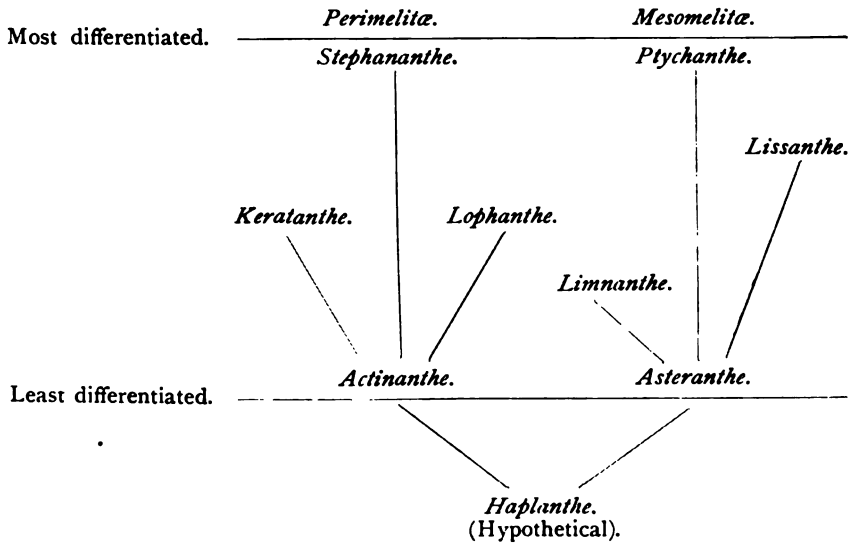 Perimelitæ. Mesomelitæ.
Most differentiated.
Stephananthe. Ptychanthe.
Lissanthe.
Keratanthe. Lophanthe.
Limnanthe.
Actinanthe. Asteranthe.
Least differentiated.
Haplanthe.
(Hypothetical).